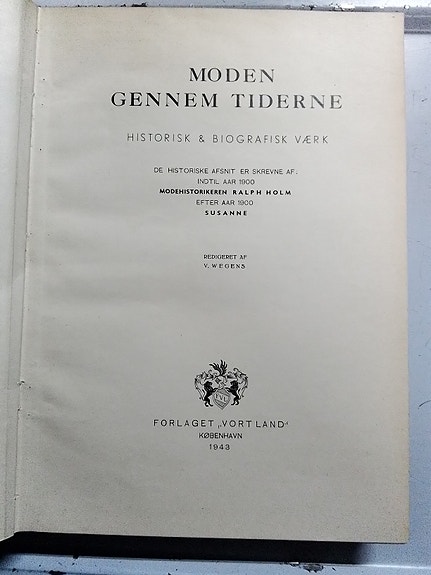 MODEN
GENNEM TIDERNE
HISTORISK & BIOGRAFISK VÆRK
DE HISTORISKE AFSNIT ER SKREVNE AF:
INDTIL AAR 1900
MODEHISTORIKEREN RALPH HOLM
EFTER AAR 1900
SUSANNE
REDIGERET AF
V. WEGENS
FORLAGET „VORT LAND“
KØBENHAVN
1943